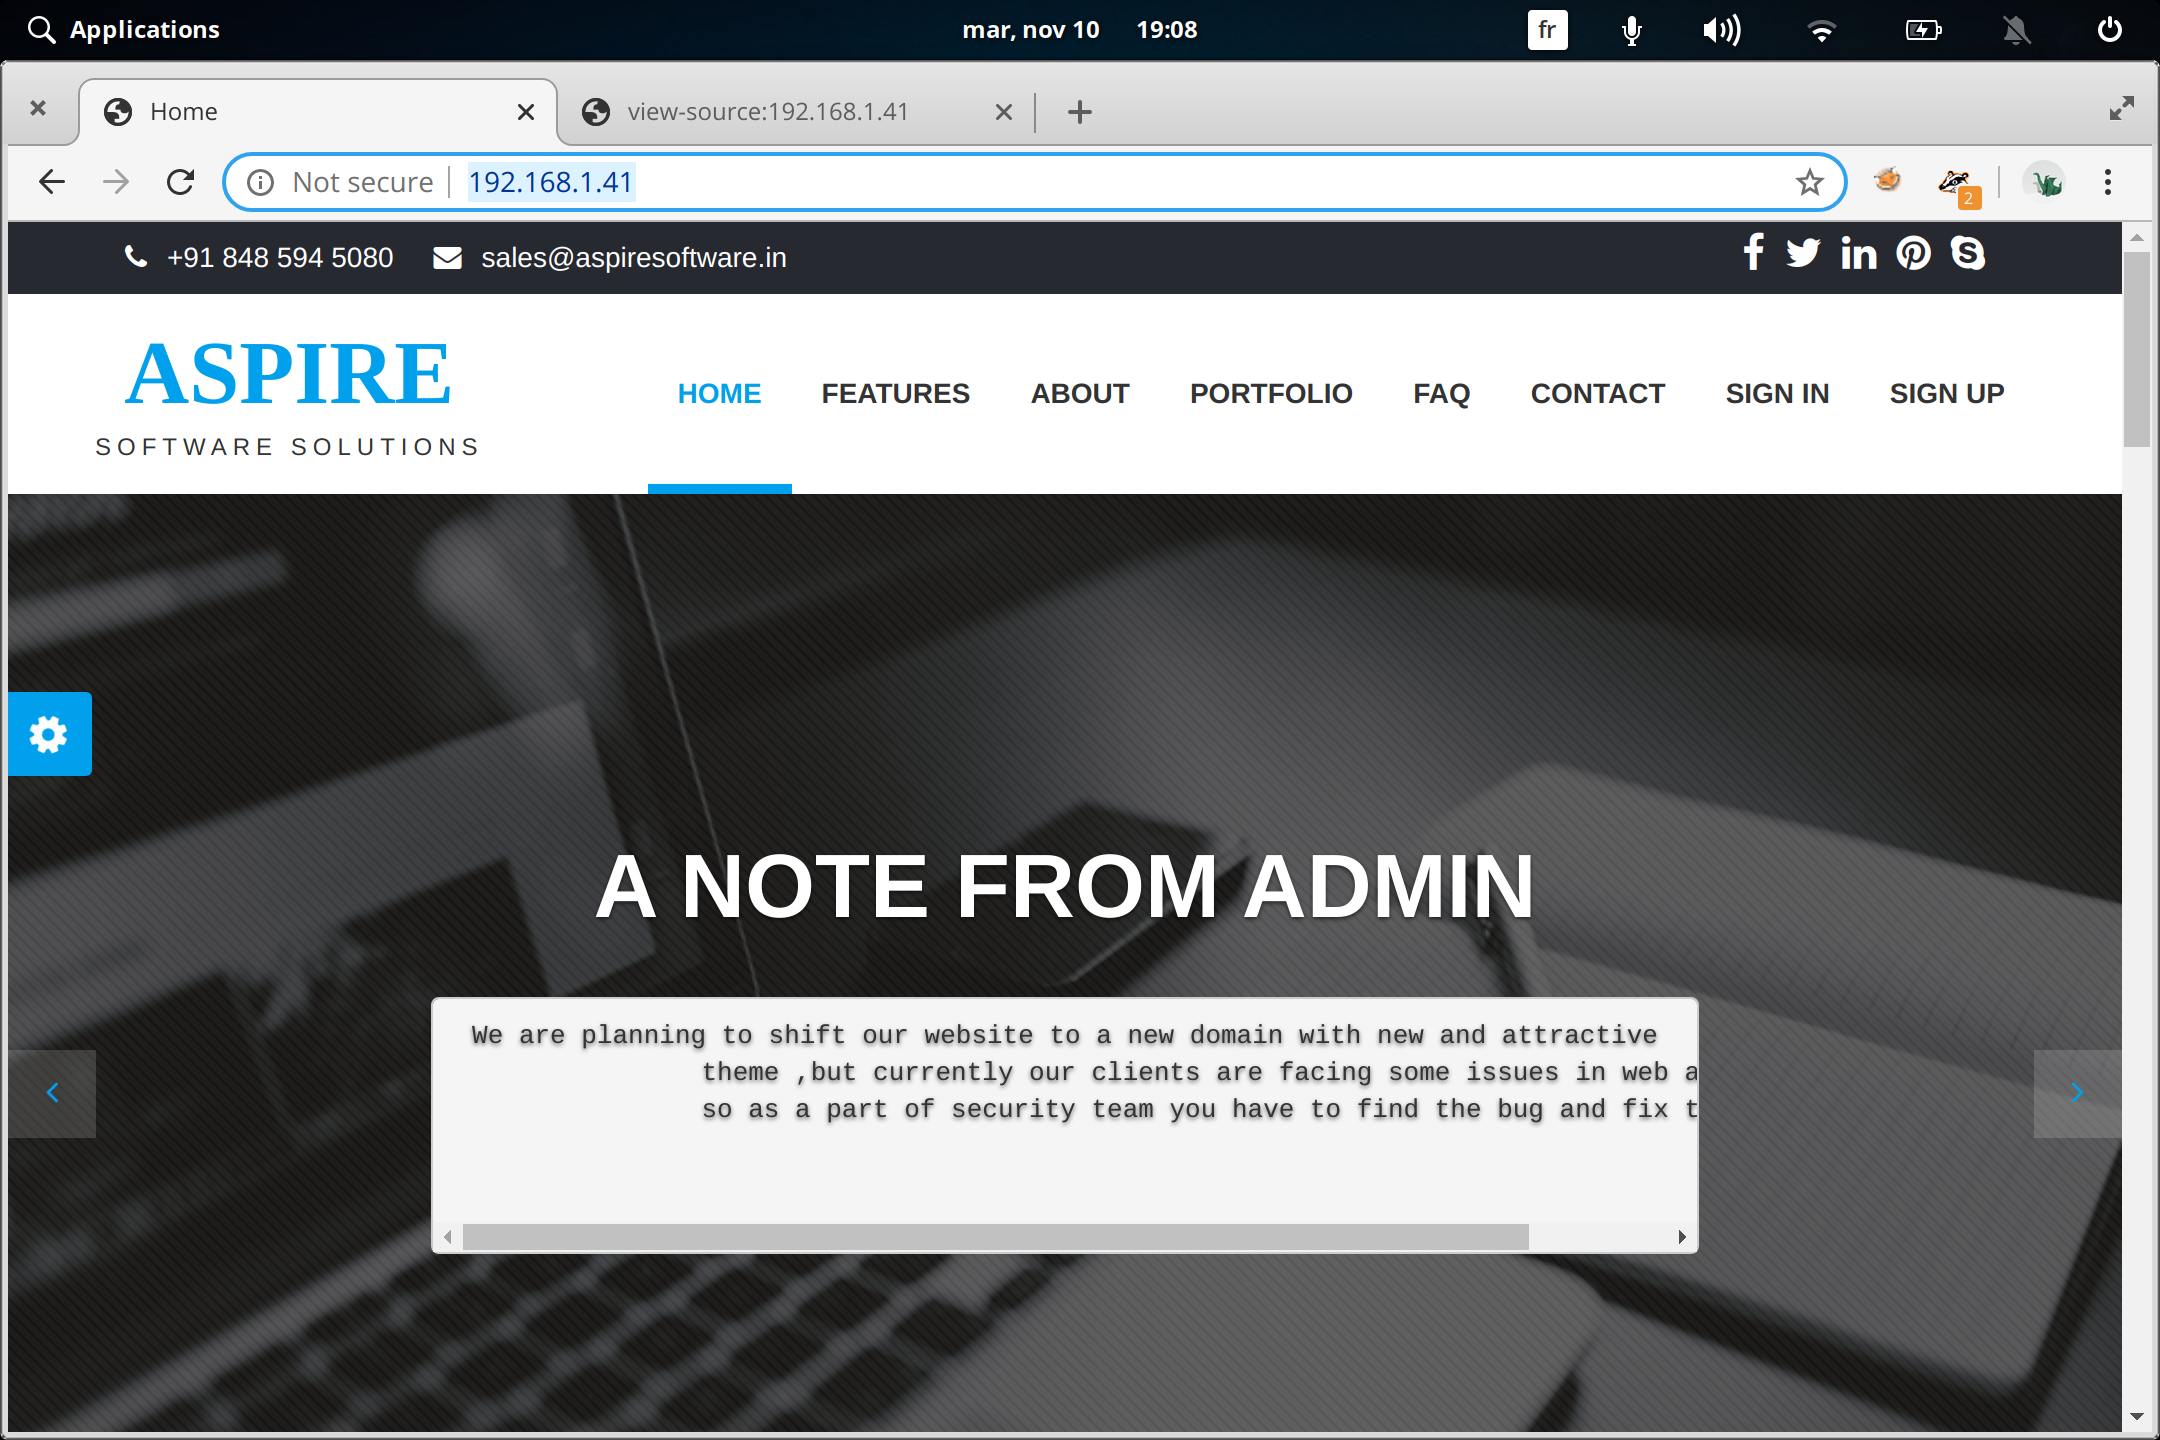 Applications
mar, nov 10 19:08
fr
Home
view-source:192.168.1.41
Not secure 192.168.1.41
2
+91 848 594 5080 sales@aspiresoftware.in
ASPIRE
SOFTWARE SOLUTIONS
HOME FEATURES ABOUT PORTFOLIO FAQ CONTACT SIGN IN SIGN UP
A NOTE FROM ADMIN
We are planning to shift our website to a new domain with new and attractive
theme ,but currently our clients are facing some issues in web a
so as a part of security team you have to find the bug and fix t